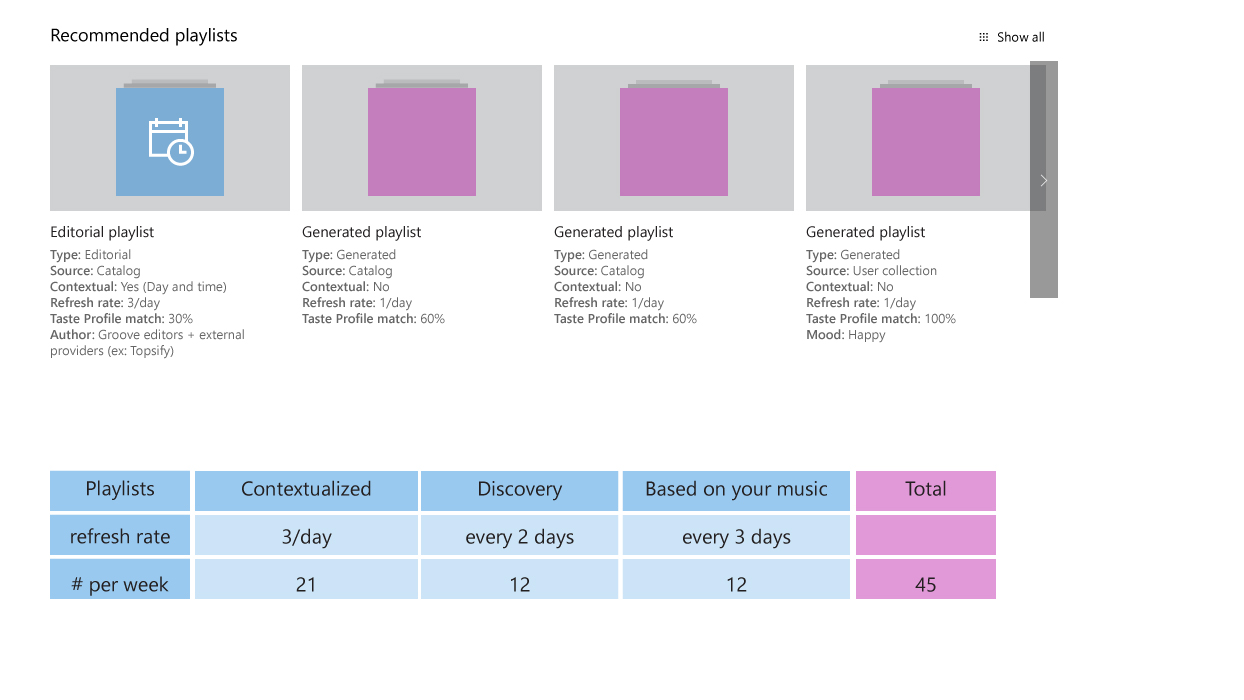 Recommended playlists
Show all
Editorial playlist
Type: Editorial
Source: Catalog
Contextual: Yes (Day and time)
Refresh rate: 3/day
Taste Profile match: 30%
Author: Groove editors + external
providers (ex: Topsify)
Generated playlist
Type: Generated
Source: Catalog
Contextual: No
Refresh rate: 1/day
Taste Profile match: 60%
Generated playlist
Type: Generated
Source: Catalog
Contextual: No
Refresh rate: 1/day
Taste Profile match: 60%
Generated playlist
Type: Generated
Source: User collection
Contextual: No
Refresh rate: 1/day
Taste Profile match: 100%
Mood: Happy
Playlists Contextualized Discovery Based on your music Total
refresh rate 3/day every 2 days every 3 days
# per week 21 12 12 45